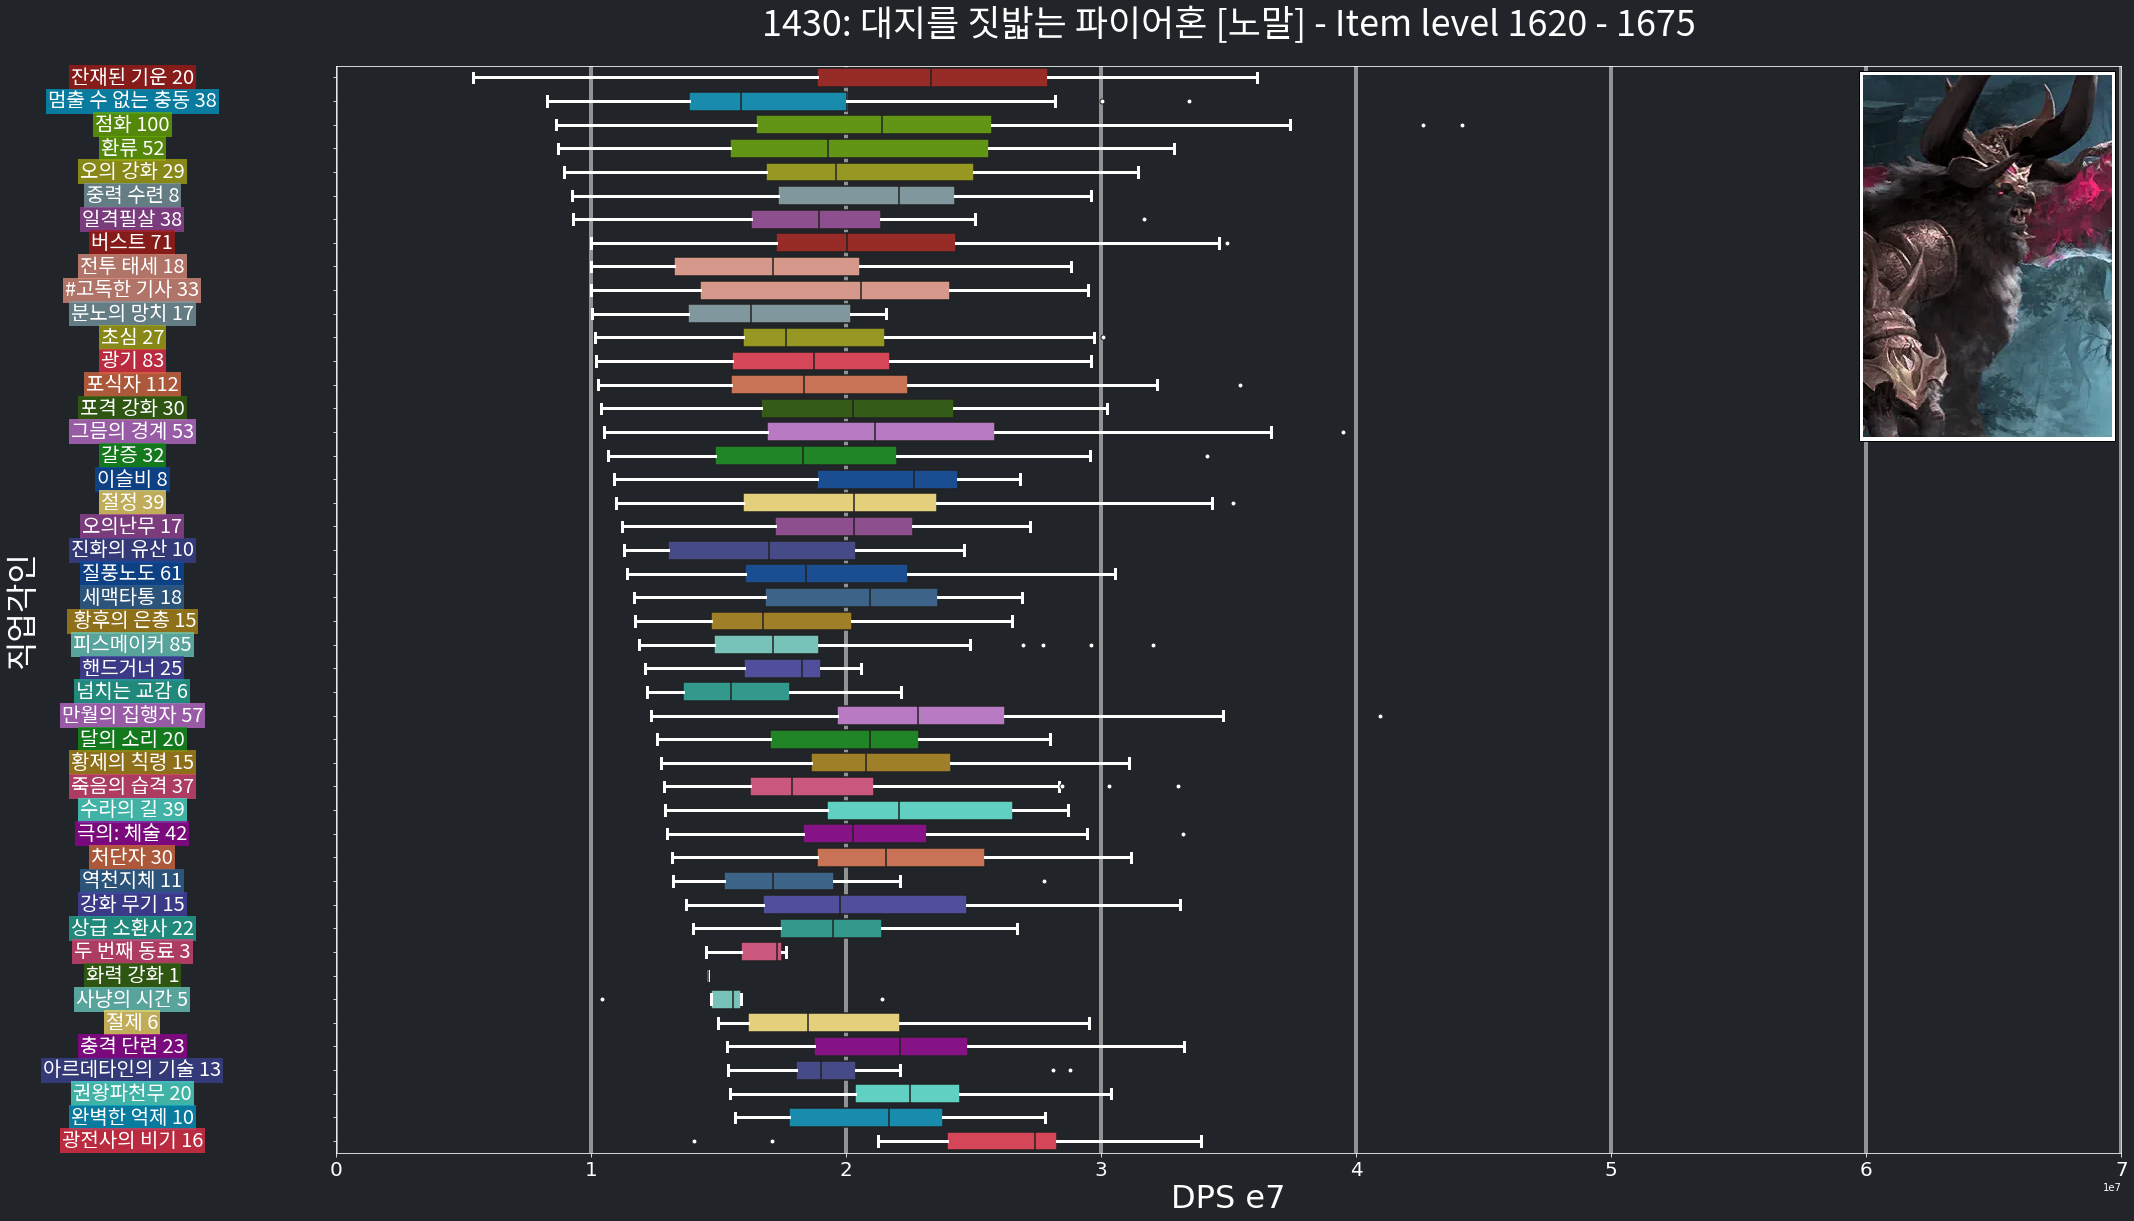 1430: 대지를 짓밟는 파이어혼 [노말] - Item level 1620 - 1675
직업각인
잔재된 기운 20
멈출 수 없는 충동 38
점화 100
환류 52
오의 강화 29
중력 수련 8
일격필살 38
버스트 71
전투 태세 18
#고독한 기사 33
분노의 망치 17
초심 27
광기 83
포식자 112
포격 강화 30
그믐의 경계 53
갈증 32
이슬비 8
절정 39
오의난무 17
진화의 유산 10
질풍노도 61
세맥타통 18
황후의 은총 15
피스메이커 85
핸드거너 25
넘치는 교감 6
만월의 집행자 57
달의 소리 20
황제의 칙령 15
죽음의 습격 37
수라의 길 39
극의: 체술 42
처단자 30
역천지체 11
강화 무기 15
상급 소환사 22
두 번째 동료 3
화력 강화 1
사냥의 시간 5
절제 6
충격 단련 23
아르데타인의 기술 13
권왕파천무 20
완벽한 억제 10
광전사의 비기 16
0 1 2 3 4 5 6 7
1e7
DPS e7